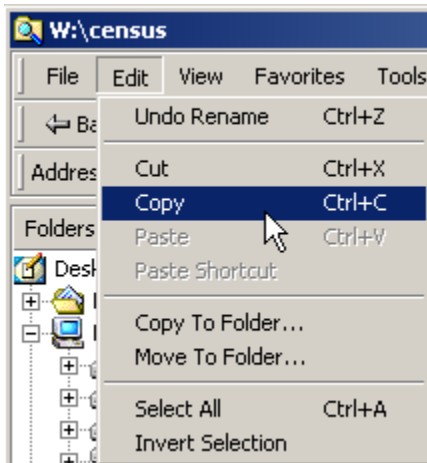 W:\census
File Edit View Favorites Tools
Undo Rename Ctrl+Z
Cut Ctrl+X
Addres
Copy Ctrl+C
Folders
Paste Ctrl+V
Paste Shortcut
Copy To Folder...
Move To Folder...
Select All Ctrl+A
Invert Selection